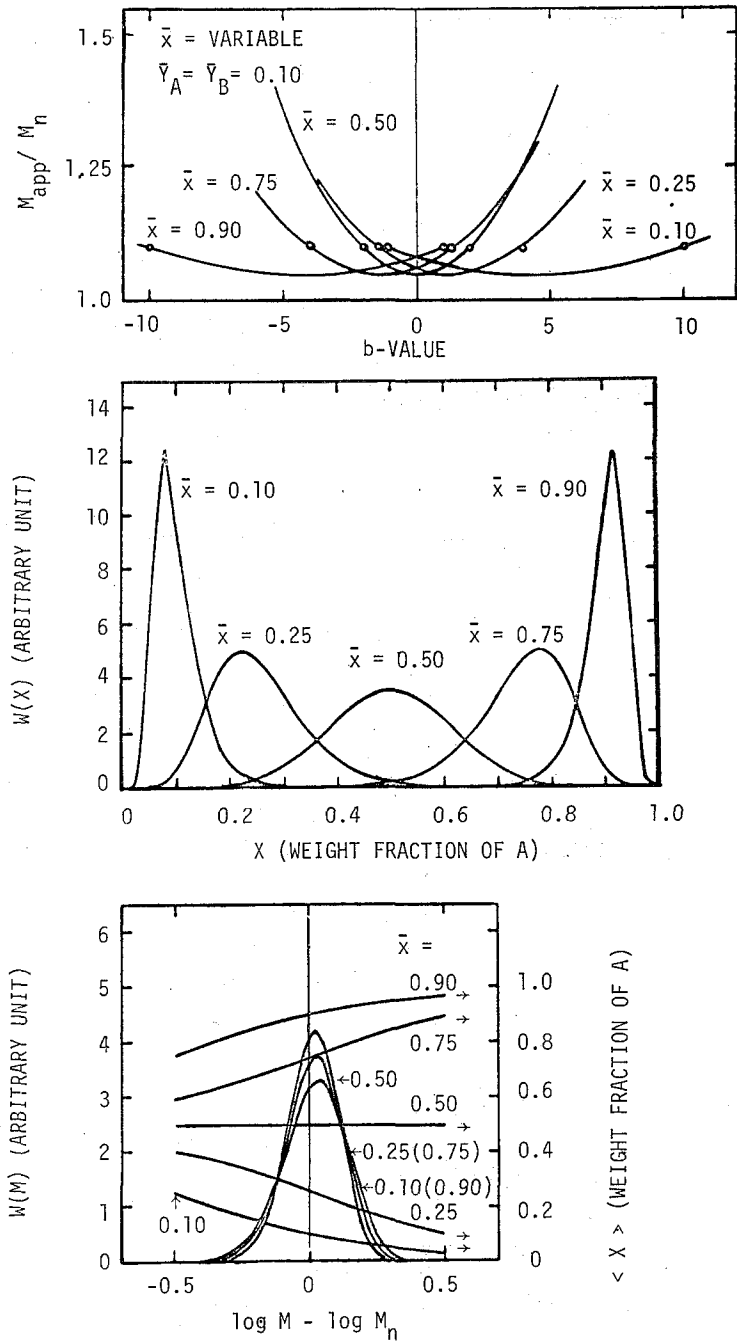 1.5
x̄ = VARIABLE
ȲA = ȲB = 0.10
x̄ = 0.50
1,25
x̄ = 0.75
x̄ = 0.25
x̄ = 0.90
x̄ = 0.10
1.0
Mapp / Mn
-10 -5 0 5 10
b-VALUE
14
12
10
8
6
4
2
0
W(X) (ARBITRARY UNIT)
x̄ = 0.10
x̄ = 0.90
x̄ = 0.25
x̄ = 0.50
x̄ = 0.75
0 0.2 0.4 0.6 0.8 1.0
X (WEIGHT FRACTION OF A)
6
5
4
3
2
1
0
W(M) (ARBITRARY UNIT)
x̄ =
0.90
0.75
←0.50
0.50
←0.25(0.75)
←0.10(0.90)
0.25
0.10
1.0
0.8
0.6
0.4
0.2
0
< X > (WEIGHT FRACTION OF A)
-0.5 0 0.5
log M - log Mn